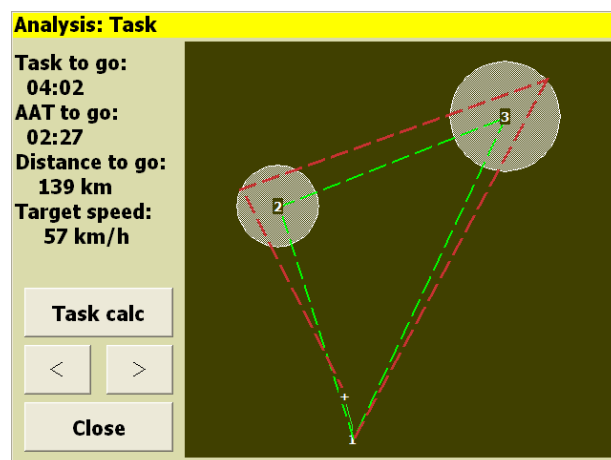 Analysis: Task
Task to go:
04:02
AAT to go:
02:27
Distance to go:
139 km
Target speed:
57 km/h
Task calc
< >
Close
3
2
+
1